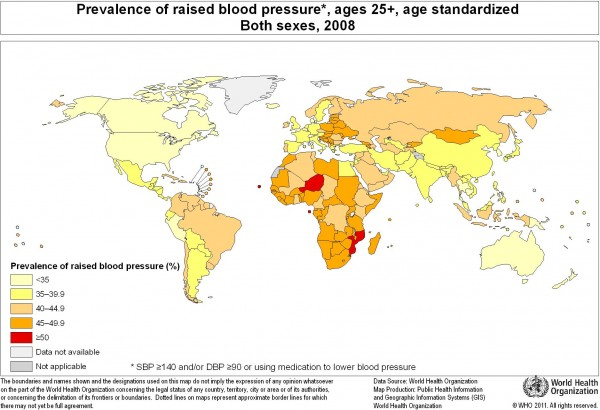 Prevalence of raised blood pressure*, ages 25+, age standardized
Both sexes, 2008
Prevalence of raised blood pressure (%)
<35
35–39.9
40–44.9
45–49.9
≥50
Data not available
Not applicable
* SBP ≥140 and/or DBP ≥90 or using medication to lower blood pressure
The boundaries and names shown and the designations used on this map do not imply the expression of any opinion whatsoever
on the part of the World Health Organization concerning the legal status of any country, territory, city or area or of its authorities,
or concerning the delimitation of its frontiers or boundaries. Dotted lines on maps represent approximate border lines for which
there may not yet be full agreement.
Data Source: World Health Organization
Map Production: Public Health Information
and Geographic Information Systems (GIS)
World Health Organization
World Health
Organization
© WHO 2011. All rights reserved.